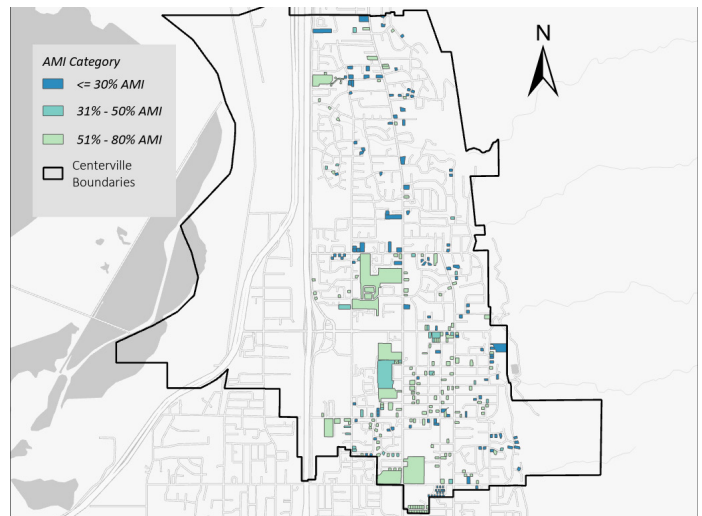 AMI Category
<= 30% AMI
31% - 50% AMI
51% - 80% AMI
Centerville
Boundaries
N